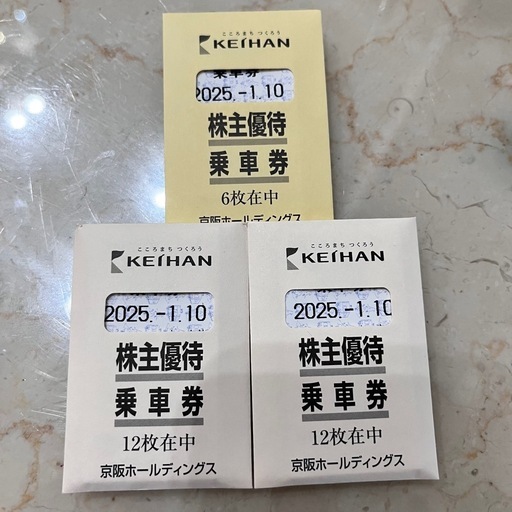 こころまち つくろう
KEIHAN
乗車券
2025.-1.10
株主優待
乗車券
6枚在中
京阪ホールディングス
こころまち つくろう
KEIHAN
2025.-1.10
株主優待
乗車券
12枚在中
京阪ホールディングス
こころまち つくろう
KEIHAN
2025.-1.10
株主優待
乗車券
12枚在中
京阪ホールディングス